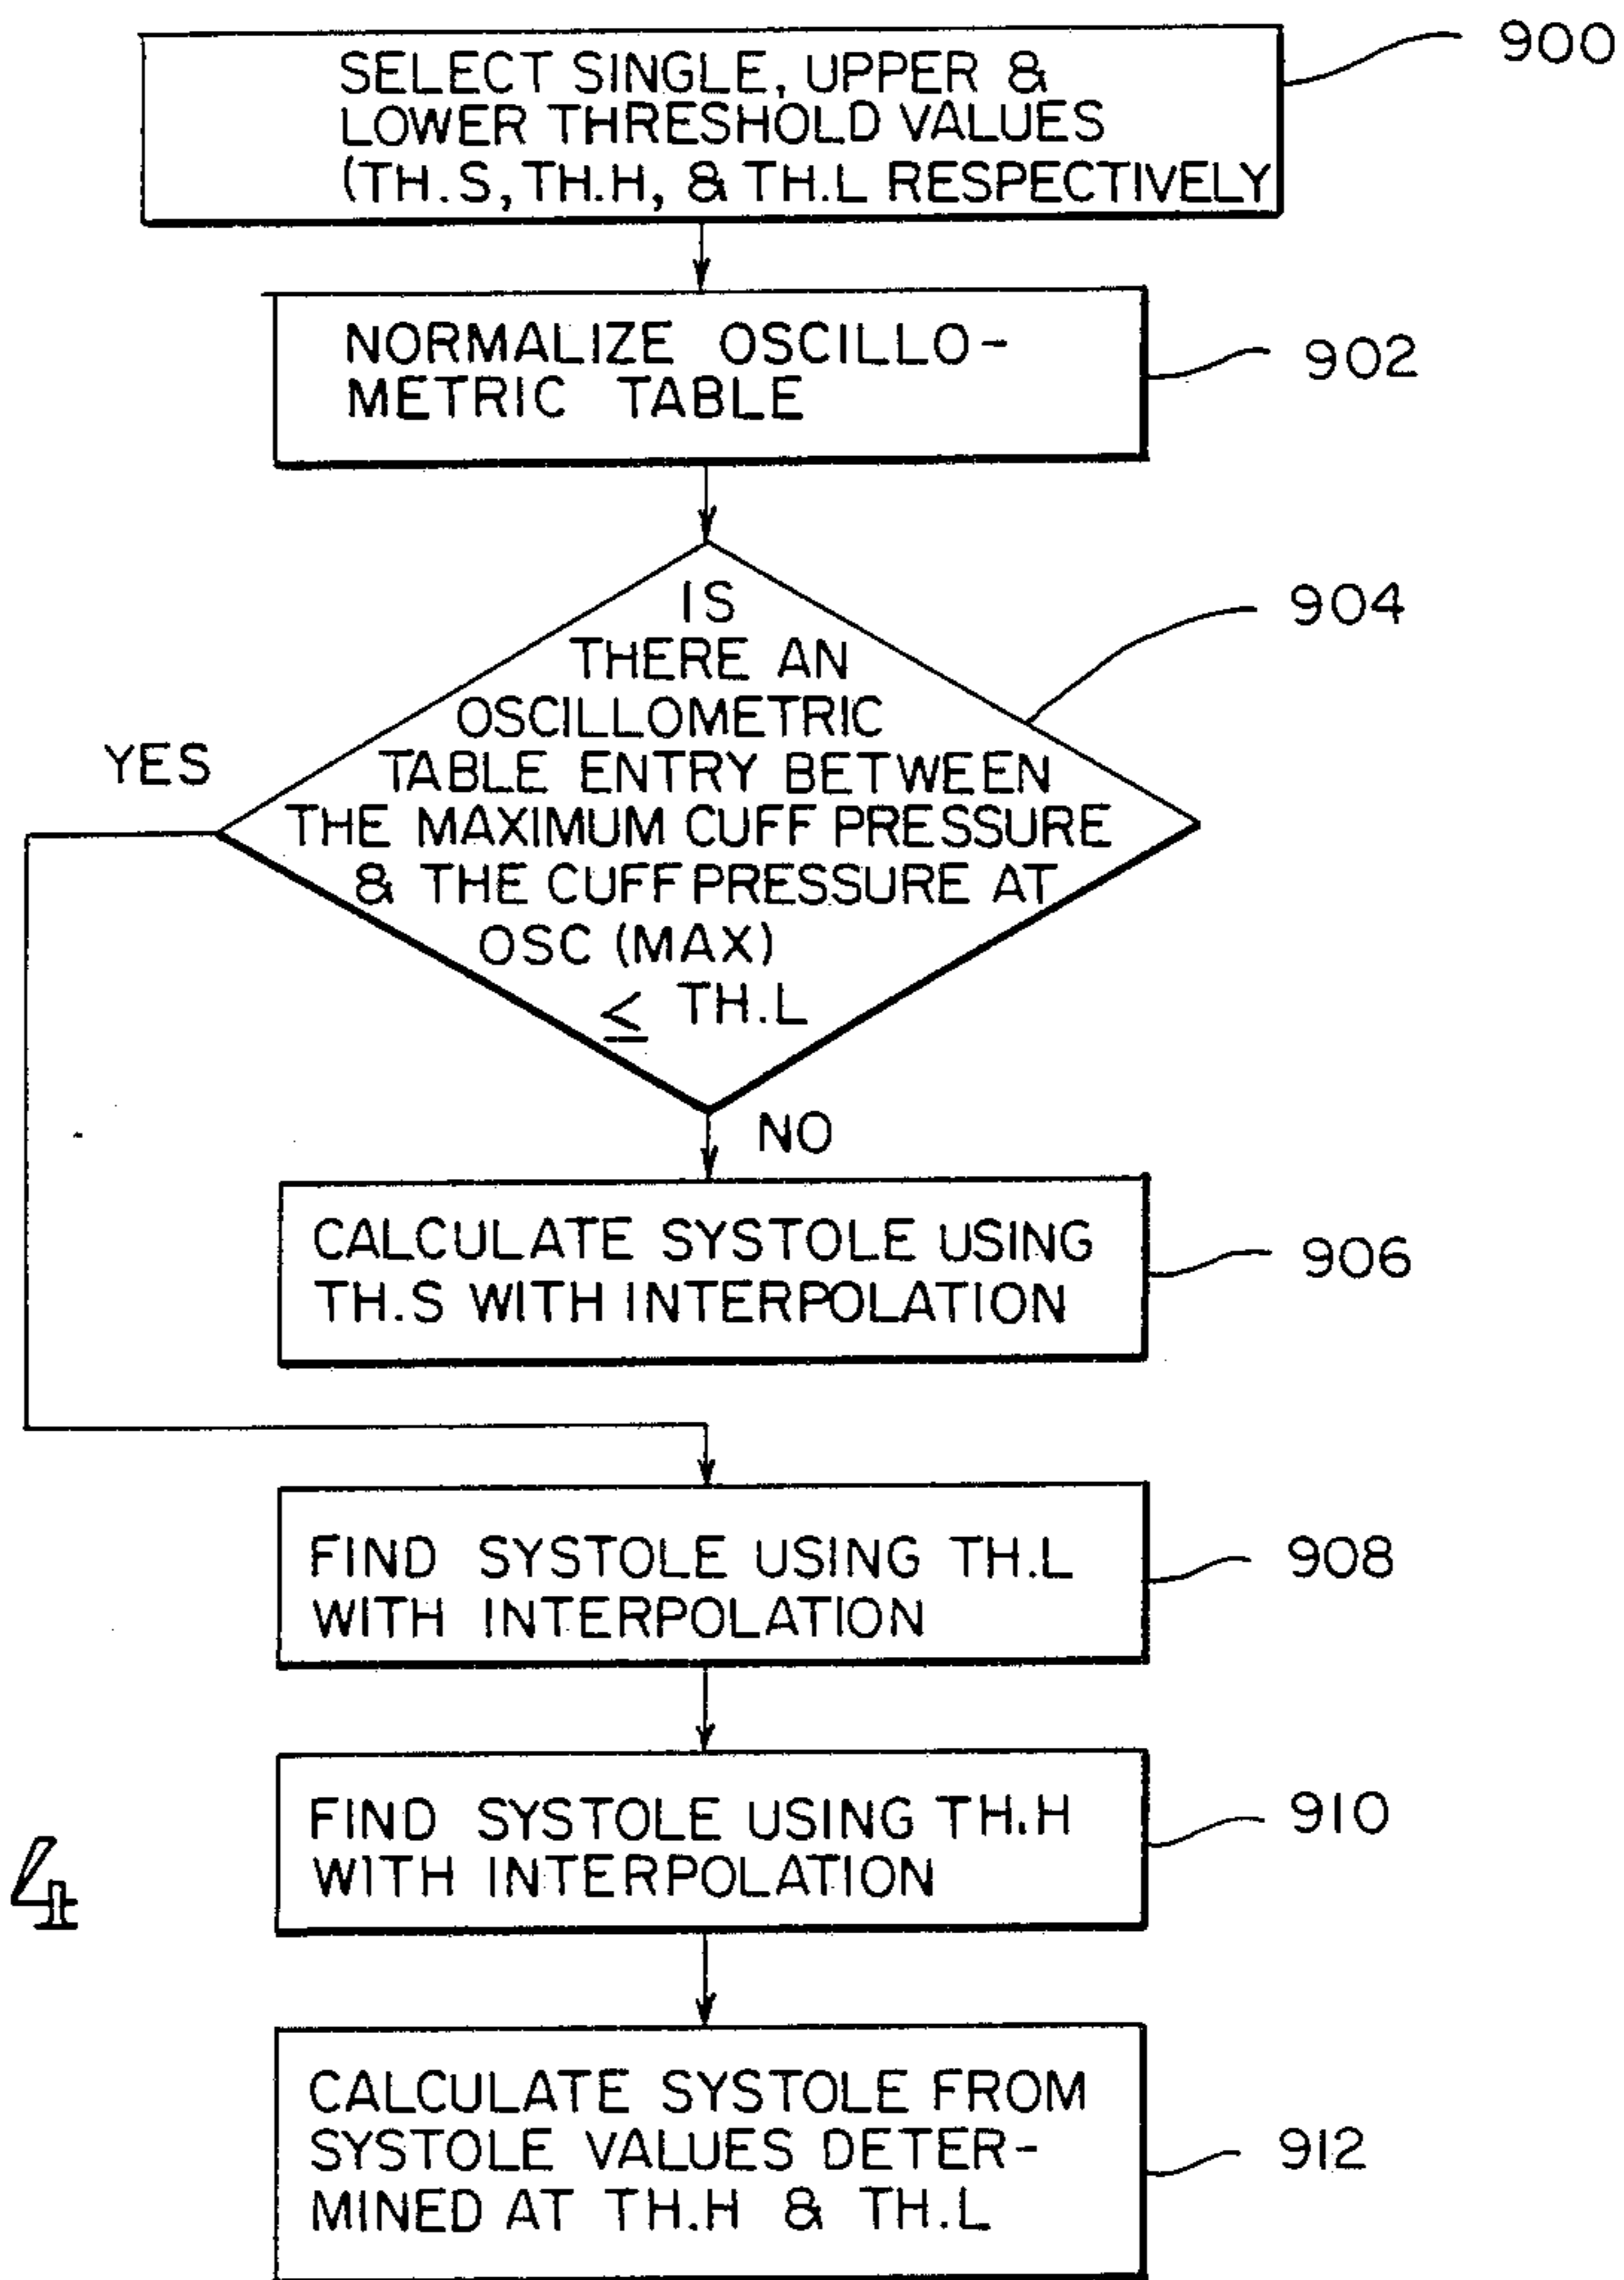 SELECT SINGLE, UPPER &
LOWER THRESHOLD VALUES
(TH.S, TH.H, & TH.L RESPECTIVELY
900
NORMALIZE OSCILLO-
METRIC TABLE
902
IS
THERE AN
OSCILLOMETRIC
TABLE ENTRY BETWEEN
THE MAXIMUM CUFF PRESSURE
& THE CUFF PRESSURE AT
OSC (MAX)
≤ TH.L
904
YES
NO
CALCULATE SYSTOLE USING
TH.S WITH INTERPOLATION
906
FIND SYSTOLE USING TH.L
WITH INTERPOLATION
908
FIND SYSTOLE USING TH.H
WITH INTERPOLATION
910
4
CALCULATE SYSTOLE FROM
SYSTOLE VALUES DETER-
MINED AT TH.H & TH.L
912